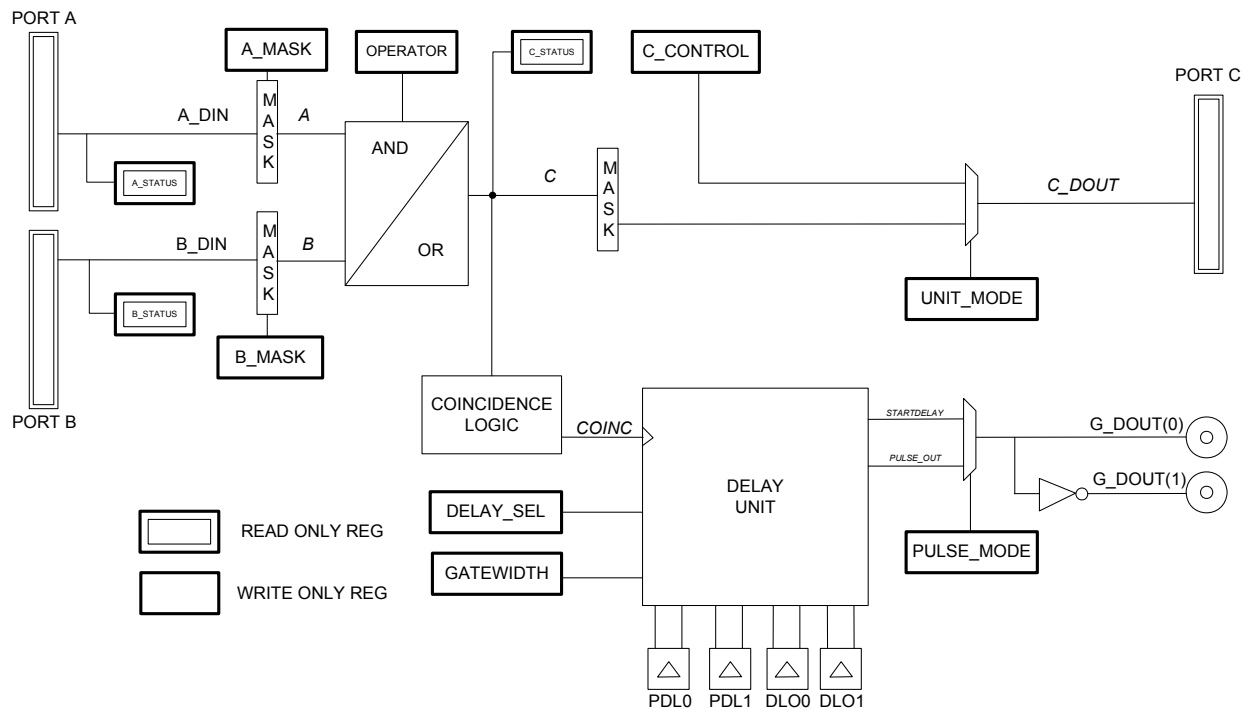 PORT A
A_MASK
OPERATOR
C_STATUS
C_CONTROL
PORT C
A_DIN
M
A
S
K
A
AND
A_STATUS
C
M
A
S
K
C_DOUT
B_DIN
M
A
S
K
B
OR
B_STATUS
UNIT_MODE
B_MASK
PORT B
COINCIDENCE
LOGIC
COINC
STARTDELAY
G_DOUT(0)
PULSE_OUT
G_DOUT(1)
DELAY
UNIT
DELAY_SEL
READ ONLY REG
PULSE_MODE
GATEWIDTH
WRITE ONLY REG
PDL0
PDL1
DLO0
DLO1